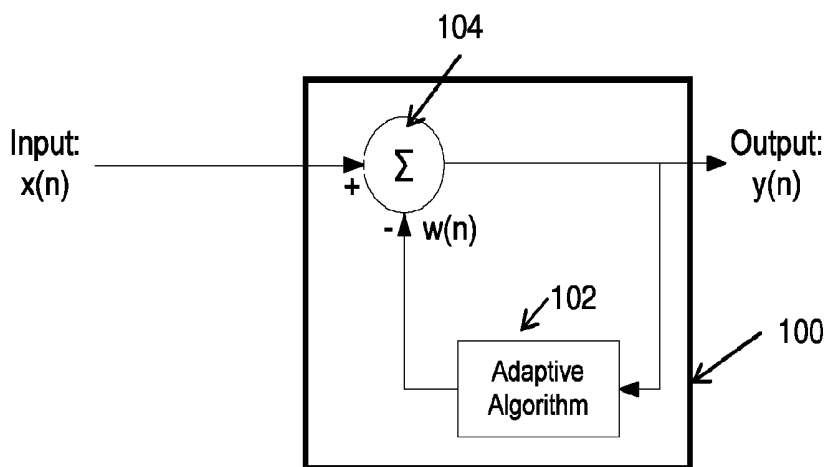 104
Input:
x(n)
Σ
+
-
w(n)
Output:
y(n)
102
100
Adaptive
Algorithm